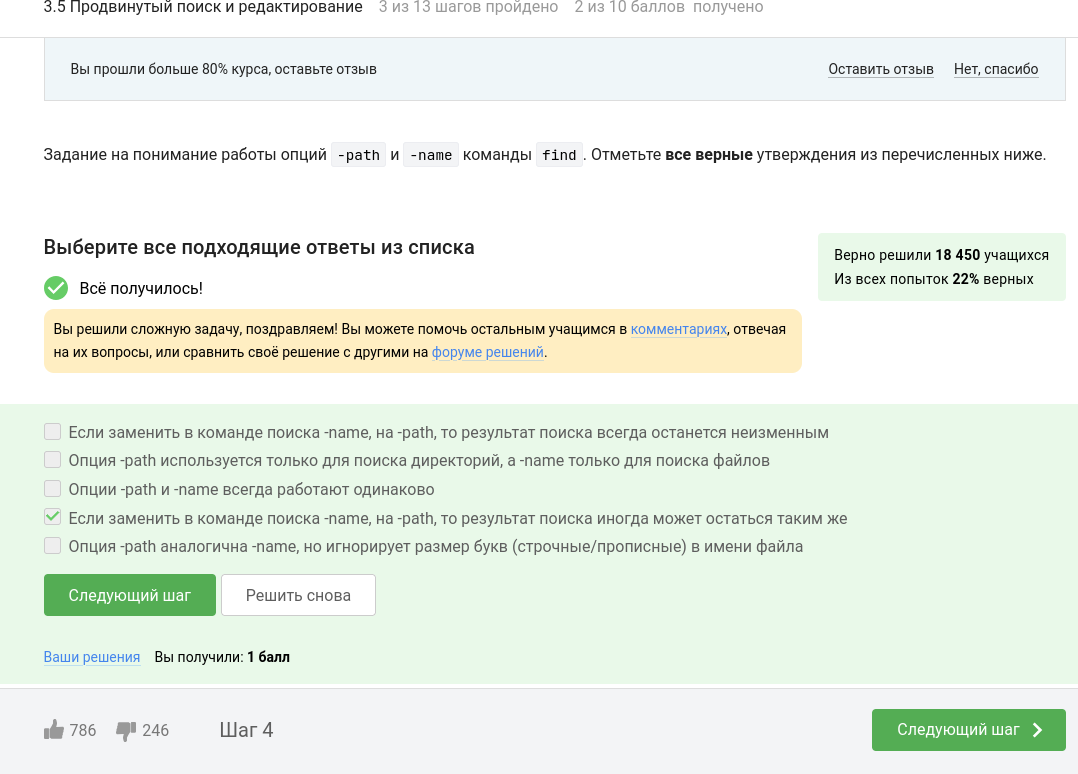 3.5 Продвинутый поиск и редактирование 3 из 13 шагов пройдено 2 из 10 баллов получено
Вы прошли больше 80% курса, оставьте отзыв Оставить отзыв Нет, спасибо
Задание на понимание работы опций -path и -name команды find. Отметьте все верные утверждения из перечисленных ниже.
Выберите все подходящие ответы из списка
Верно решили 18 450 учащихся
Из всех попыток 22% верных
Всё получилось!
Вы решили сложную задачу, поздравляем! Вы можете помочь остальным учащимся в комментариях, отвечая
на их вопросы, или сравнить своё решение с другими на форуме решений.
Если заменить в команде поиска -name, на -path, то результат поиска всегда останется неизменным
Опция -path используется только для поиска директорий, а -name только для поиска файлов
Опции -path и -name всегда работают одинаково
Если заменить в команде поиска -name, на -path, то результат поиска иногда может остаться таким же
Опция -path аналогична -name, но игнорирует размер букв (строчные/прописные) в имени файла
Следующий шаг Решить снова
Ваши решения Вы получили: 1 балл
786 246 Шаг 4 Следующий шаг